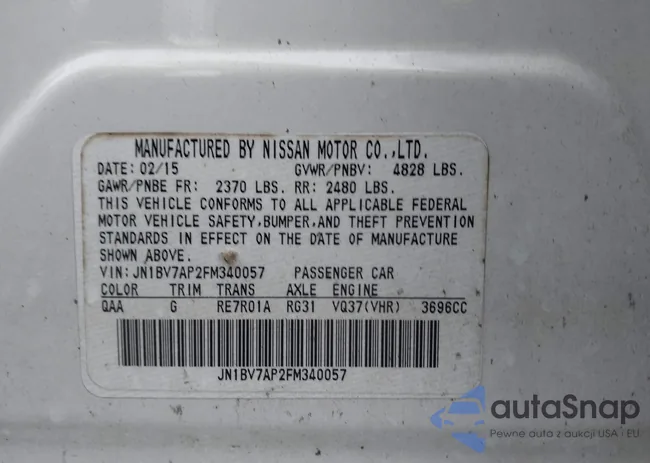 MANUFACTURED BY NISSAN MOTOR CO.,LTD.
DATE: 02/15 GVWR/PNBV: 4828 LBS.
GAWR/PNBE FR: 2370 LBS. RR: 2480 LBS.
THIS VEHICLE CONFORMS TO ALL APPLICABLE FEDERAL
MOTOR VEHICLE SAFETY,BUMPER,AND THEFT PREVENTION
STANDARDS IN EFFECT ON THE DATE OF MANUFACTURE
SHOWN ABOVE.
VIN:JN1BV7AP2FM340057 PASSENGER CAR
COLOR TRIM TRANS AXLE ENGINE
QAA G RE7R01A RG31 VQ37(VHR) 3696CC
JN1BV7AP2FM340057
autaSnap
Pewne auta z aukcji USA i EU